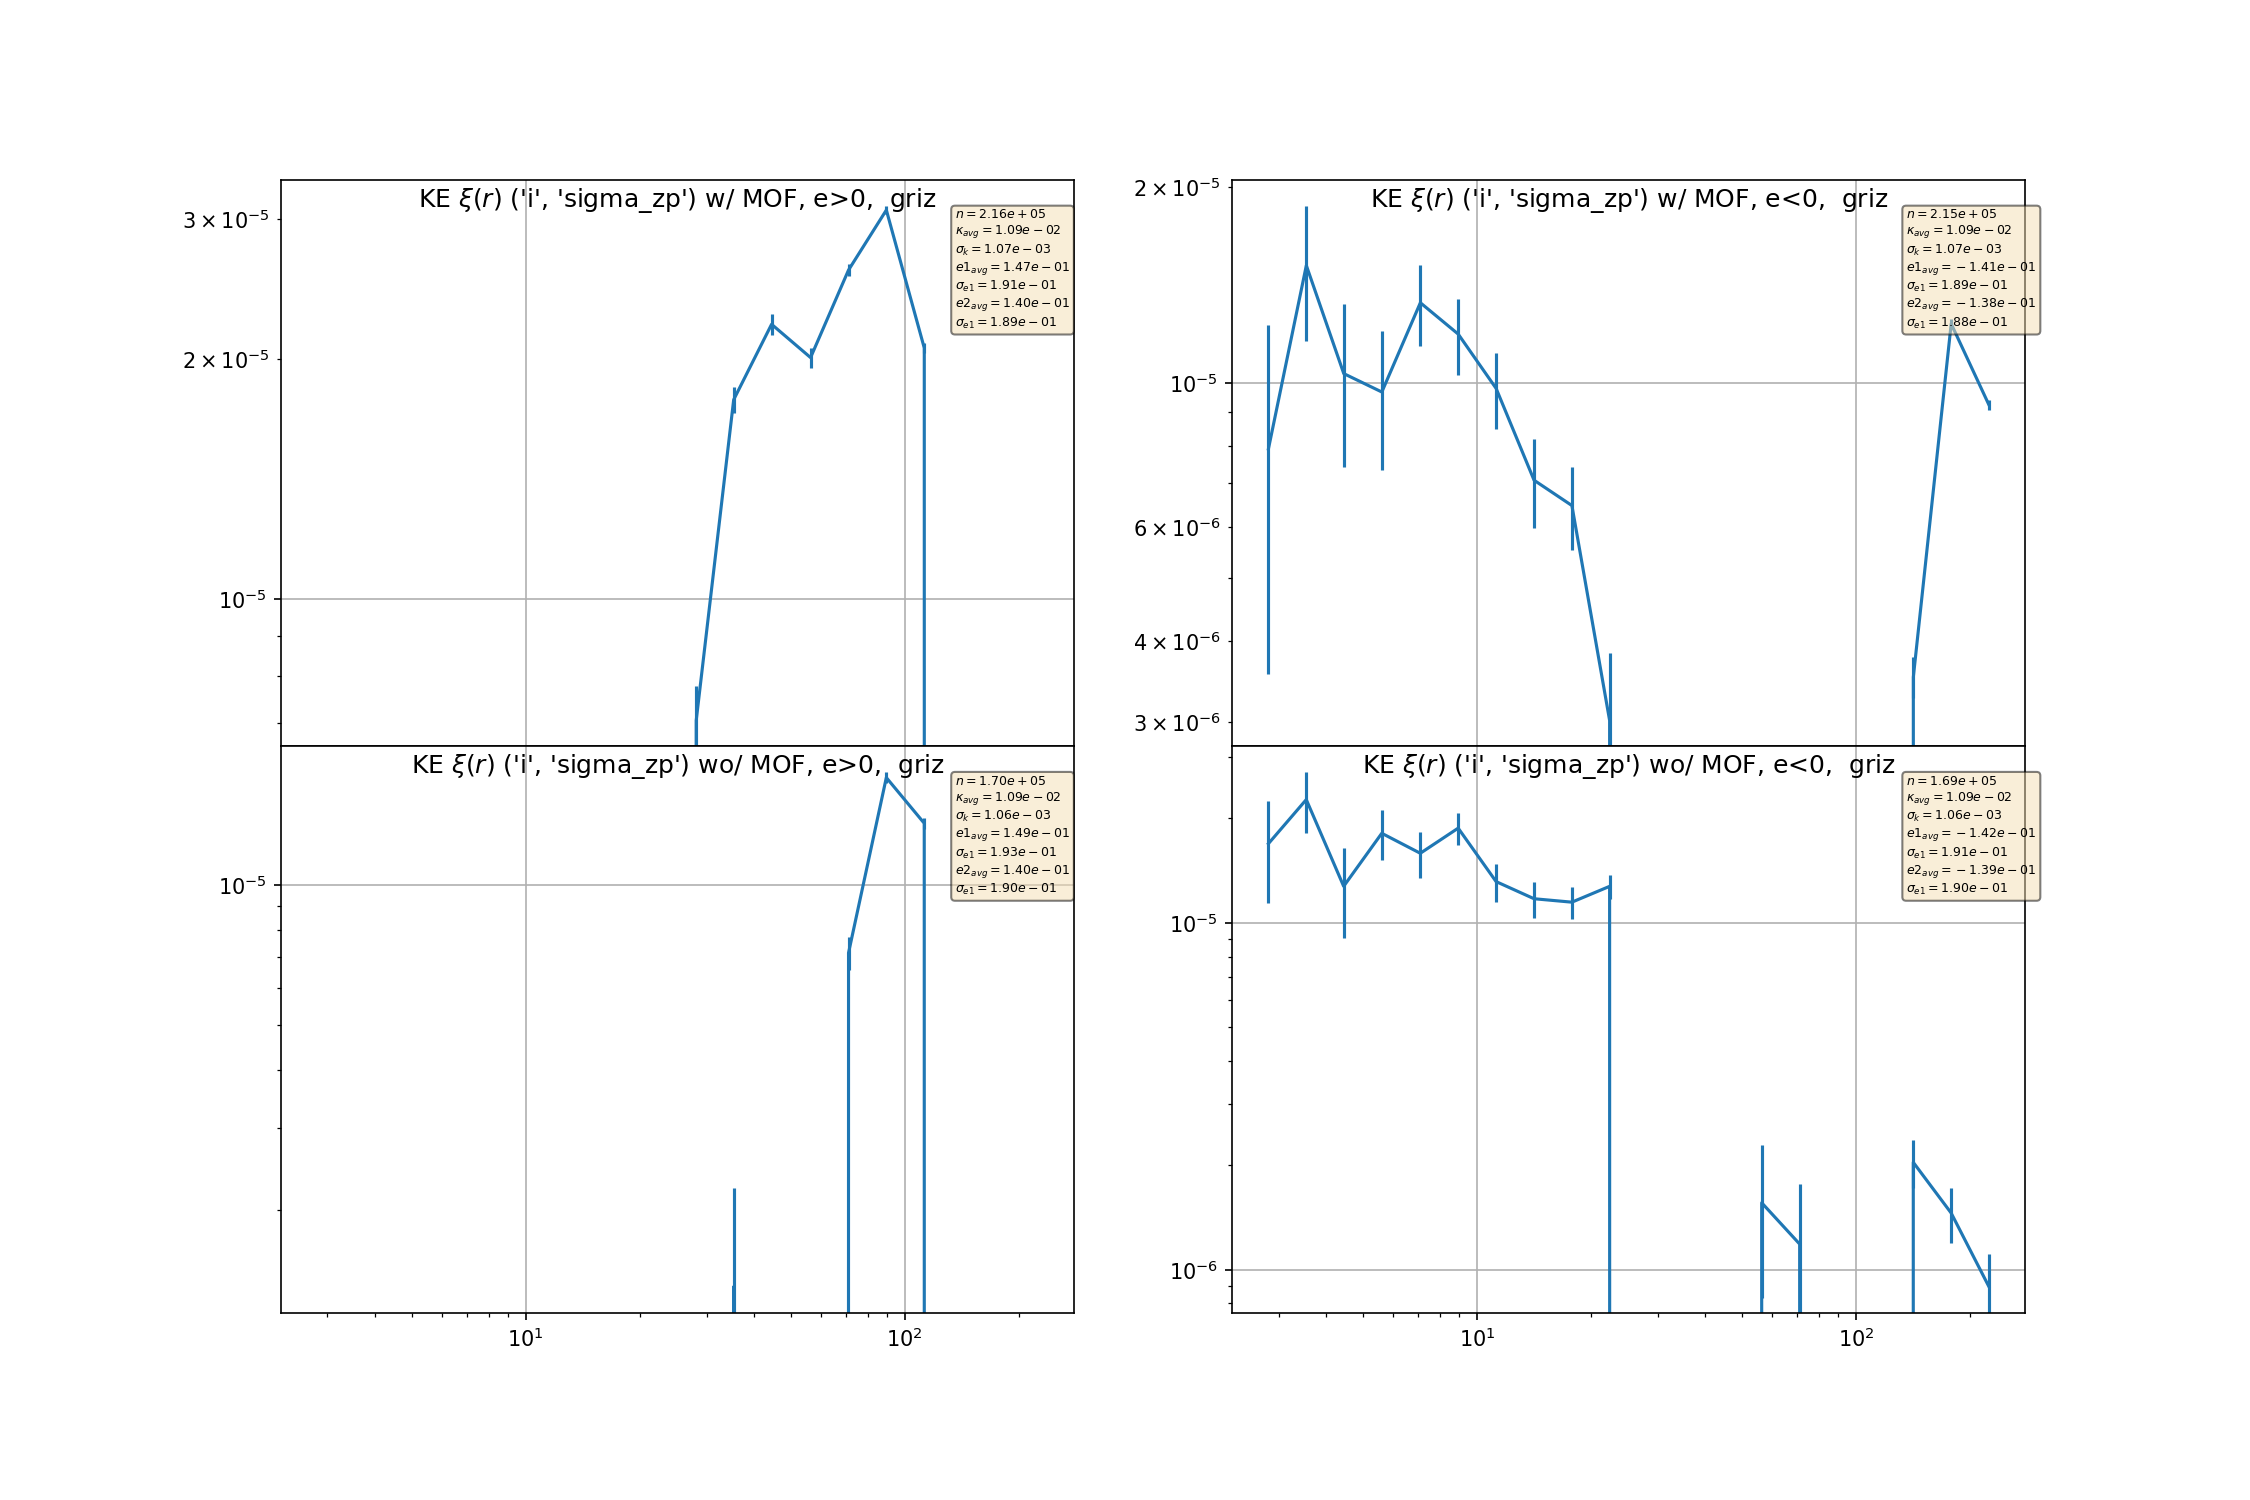 KE ξ(r) ('i', 'sigma_zp') w/ MOF, e>0, griz
3 × 10⁻⁵
2 × 10⁻⁵
10⁻⁵
n = 2.16e + 05
κ_avg = 1.09e − 02
σ_k = 1.07e − 03
e1_avg = 1.47e − 01
σ_e1 = 1.91e − 01
e2_avg = 1.40e − 01
σ_e1 = 1.89e − 01
KE ξ(r) ('i', 'sigma_zp') w/ MOF, e<0, griz
2 × 10⁻⁵
10⁻⁵
6 × 10⁻⁶
4 × 10⁻⁶
3 × 10⁻⁶
n = 2.15e + 05
κ_avg = 1.09e − 02
σ_k = 1.07e − 03
e1_avg = −1.41e − 01
σ_e1 = 1.89e − 01
e2_avg = −1.38e − 01
σ_e1 = 1.88e − 01
KE ξ(r) ('i', 'sigma_zp') wo/ MOF, e>0, griz
10⁻⁵
n = 1.70e + 05
κ_avg = 1.09e − 02
σ_k = 1.06e − 03
e1_avg = 1.49e − 01
σ_e1 = 1.93e − 01
e2_avg = 1.40e − 01
σ_e1 = 1.90e − 01
10¹ 10²
KE ξ(r) ('i', 'sigma_zp') wo/ MOF, e<0, griz
10⁻⁵
10⁻⁶
n = 1.69e + 05
κ_avg = 1.09e − 02
σ_k = 1.06e − 03
e1_avg = −1.42e − 01
σ_e1 = 1.91e − 01
e2_avg = −1.39e − 01
σ_e1 = 1.90e − 01
10¹ 10²